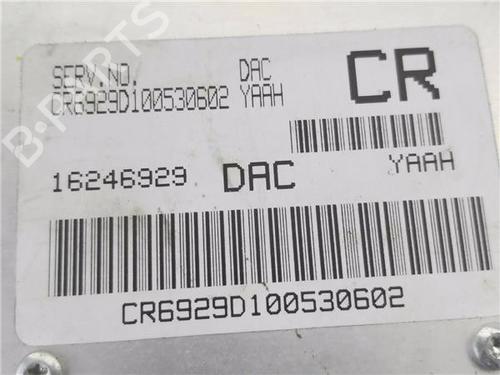 SERV.NO. DAC CR
CR6929D100530602 YAAH
16246929 DAC YAAH
CR6929D100530602
B-PARTS